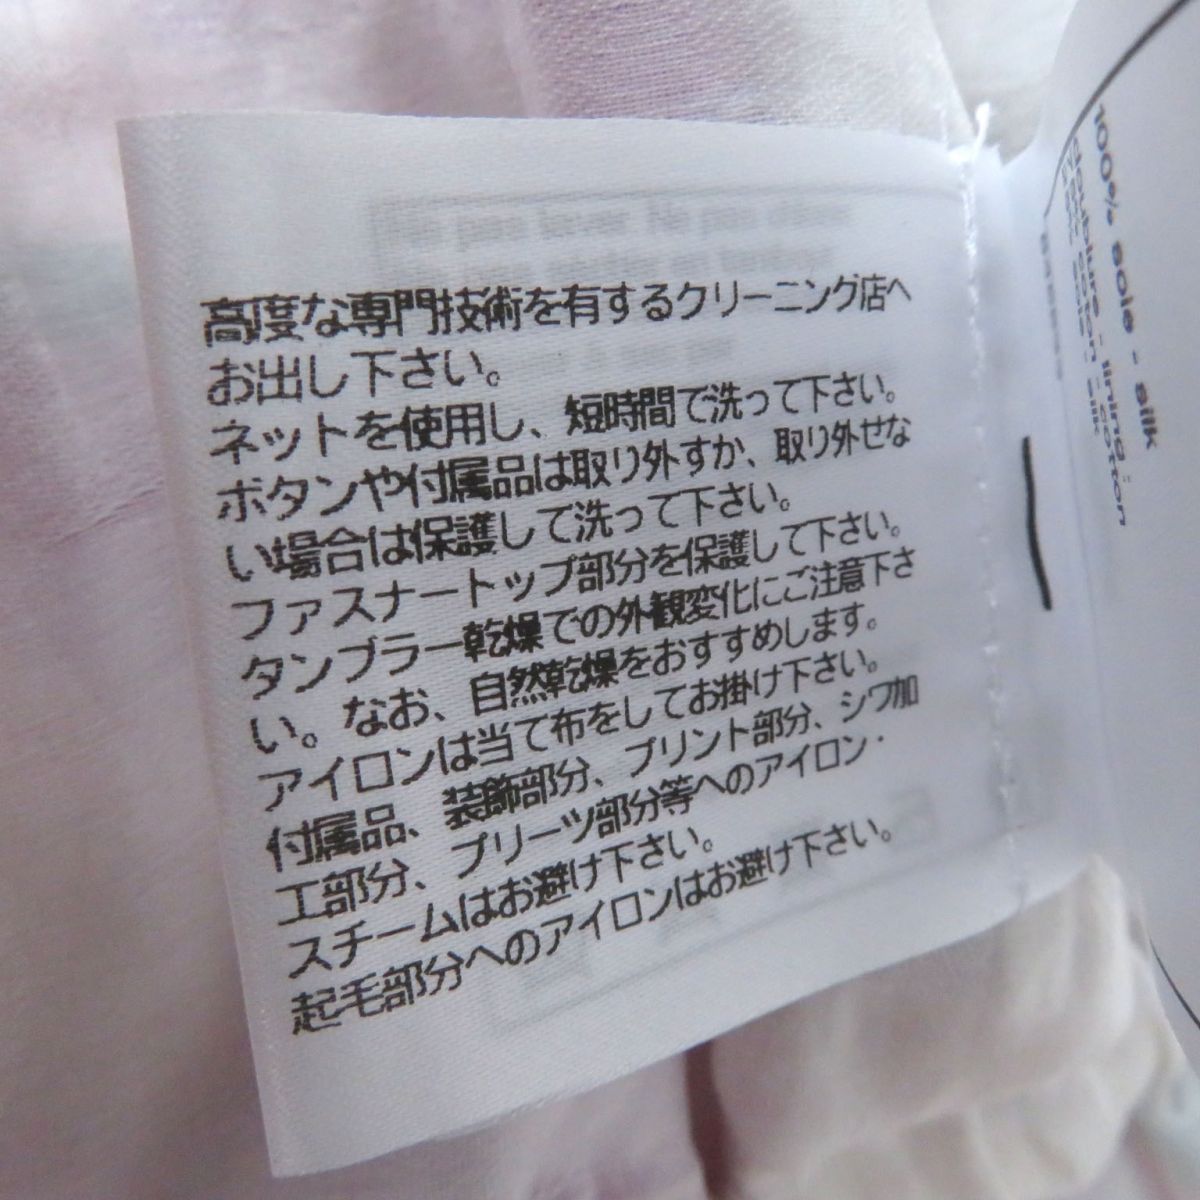 高度な専門技術を有するクリーニング店へ
お出し下さい。
ネットを使用し、短時間で洗って下さい。
ボタンや付属品は取り外すか、取り外せな
い場合は保護して洗って下さい。
ファスナートップ部分を保護して下さい。
タンブラー乾燥での外観変化にご注意下さ
い。なお、自然乾燥をおすすめします。
アイロンは当て布をしてお掛け下さい。
付属品、装飾部分、プリント部分、シワ加
工部分、プリーツ部分等へのアイロン・
スチームはお避け下さい。
起毛部分へのアイロンはお避け下さい。
100% soie - silk
doublure - lining :